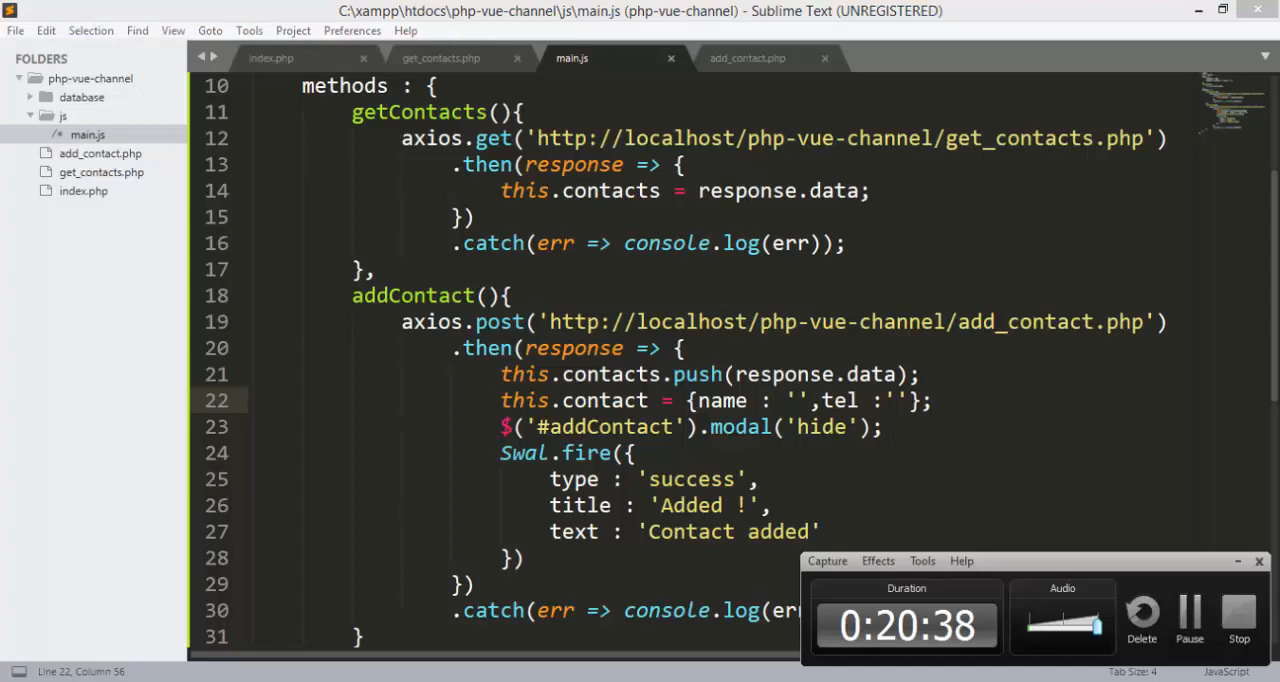 C:\xampp\htdocs\php-vue-channel\js\main.js (php-vue-channel) - Sublime Text (UNREGISTERED)
File Edit Selection Find View Goto Tools Project Preferences Help
FOLDERS
php-vue-channel
database
js
/* main.js
add_contact.php
get_contacts.php
index.php
index.php × get_contacts.php × main.js × add_contact.php ×
10 methods : {
11 getContacts(){
12 axios.get('http://localhost/php-vue-channel/get_contacts.php')
13 .then(response => {
14 this.contacts = response.data;
15 })
16 .catch(err => console.log(err));
17 },
18 addContact(){
19 axios.post('http://localhost/php-vue-channel/add_contact.php')
20 .then(response => {
21 this.contacts.push(response.data);
22 this.contact = {name : '',tel :''};
23 $('#addContact').modal('hide');
24 Swal.fire({
25 type : 'success',
26 title : 'Added !',
27 text : 'Contact added'
28 })
29 })
30 .catch(err => console.log(err
31 }
Capture Effects Tools Help
Duration
0:20:38
Audio
Delete
Pause
Stop
Line 22, Column 56
Tab Size: 4
JavaScript